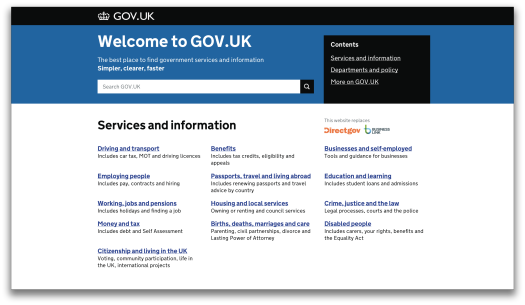 GOV.UK
Welcome to GOV.UK
The best place to find government services and information
Simpler, clearer, faster
Search GOV.UK
Contents
Services and information
Departments and policy
More on GOV.UK
Services and information
This website replaces
Directgov
BUSINESS LINK
Driving and transport
Includes car tax, MOT and driving licences
Benefits
Includes tax credits, eligibility and
appeals
Businesses and self-employed
Tools and guidance for businesses
Employing people
Includes pay, contracts and hiring
Passports, travel and living abroad
Includes renewing passports and travel
advice by country
Education and learning
Includes student loans and admissions
Working, jobs and pensions
Includes holidays and finding a job
Housing and local services
Owning or renting and council services
Crime, justice and the law
Legal processes, courts and the police
Money and tax
Includes debt and Self Assessment
Births, deaths, marriages and care
Parenting, civil partnerships, divorce and
Lasting Power of Attorney
Disabled people
Includes carers, your rights, benefits and
the Equality Act
Citizenship and living in the UK
Voting, community participation, life in
the UK, international projects